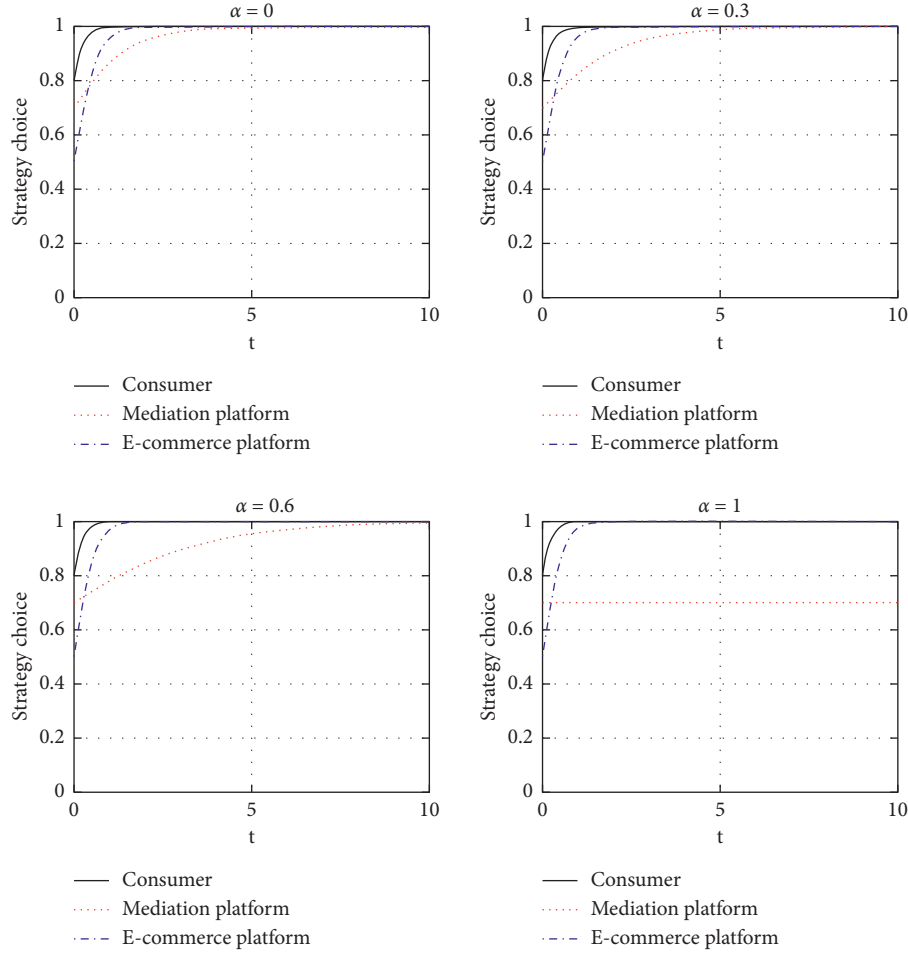 α = 0
1
0.8
0.6
0.4
0.2
0
Strategy choice
0
5
10
t
Consumer
Mediation platform
E-commerce platform
α = 0.3
1
0.8
0.6
0.4
0.2
0
Strategy choice
0
5
10
t
Consumer
Mediation platform
E-commerce platform
α = 0.6
1
0.8
0.6
0.4
0.2
0
Strategy choice
0
5
10
t
Consumer
Mediation platform
E-commerce platform
α = 1
1
0.8
0.6
0.4
0.2
0
Strategy choice
0
5
10
t
Consumer
Mediation platform
E-commerce platform